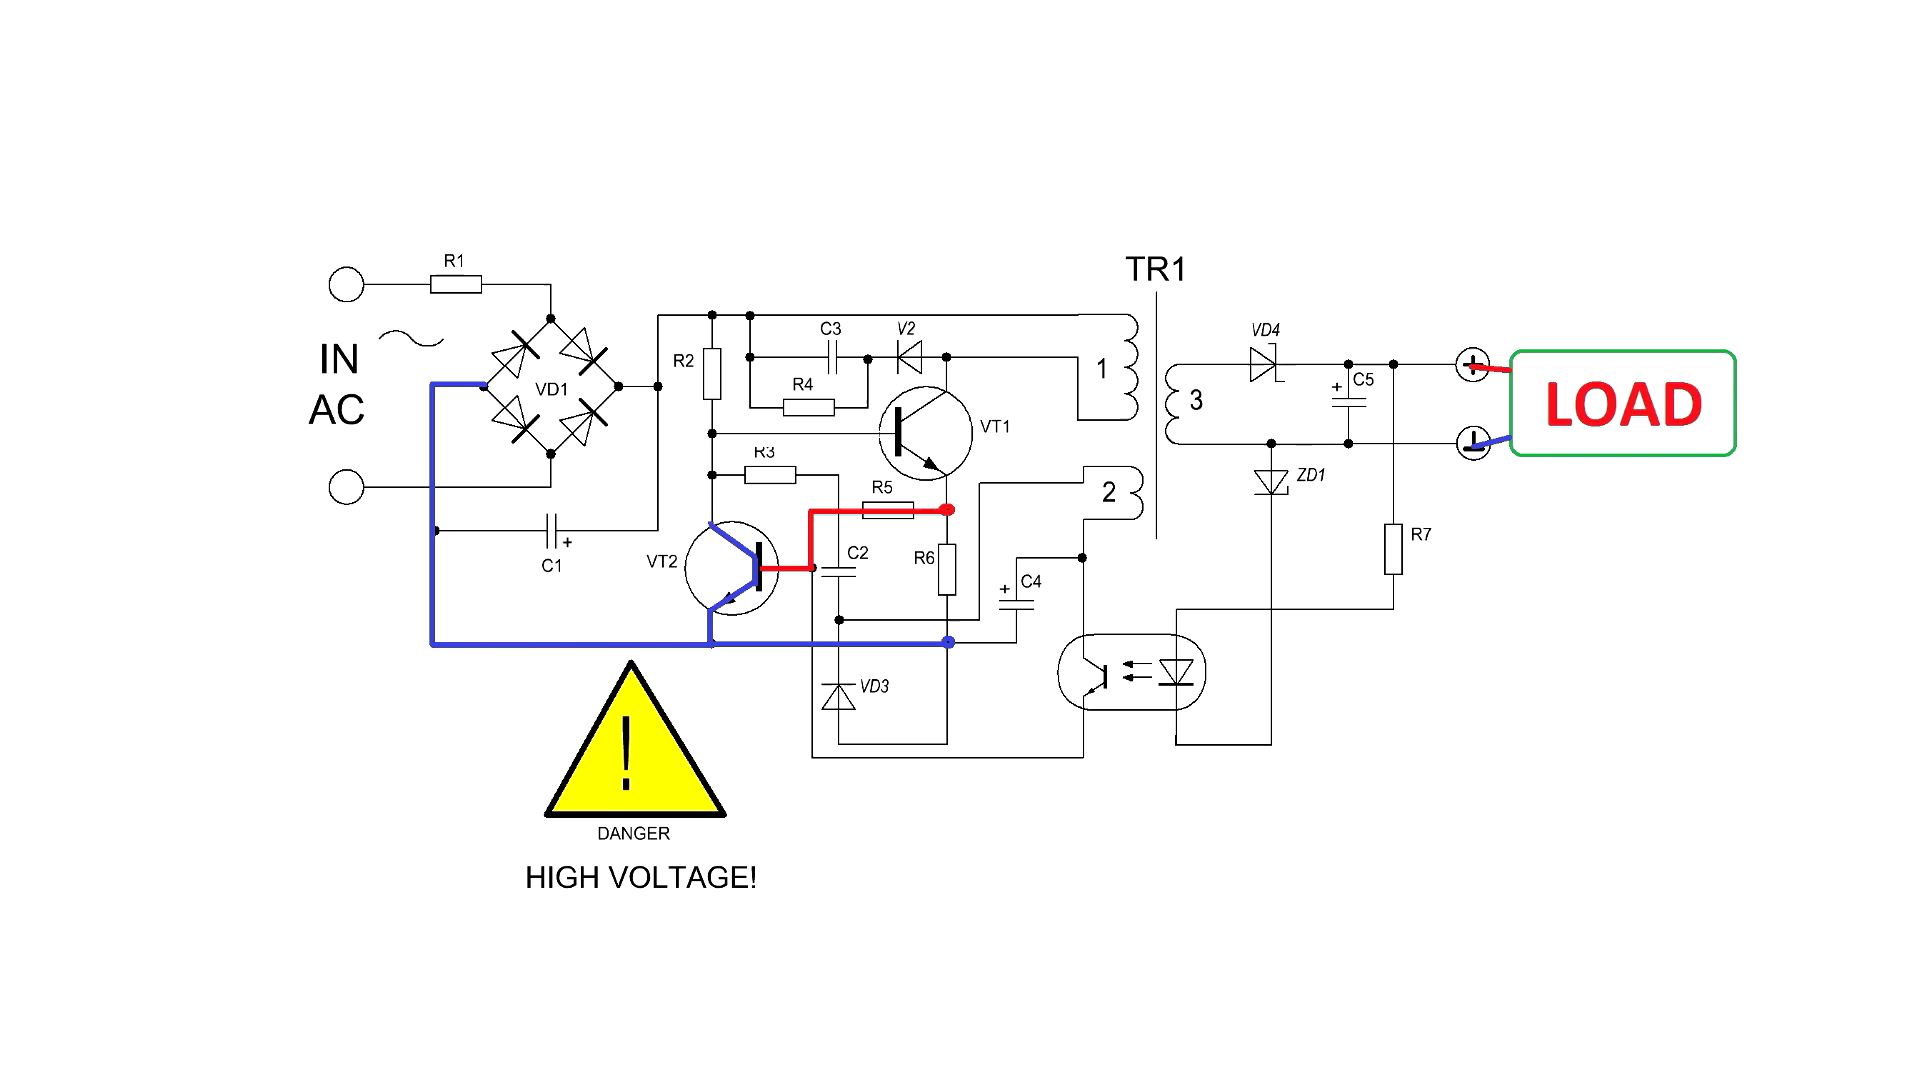 TR1
R1
IN
AC
VD1
C1
+
R2
C3
V2
R4
VT1
R3
R5
VT2
C2
R6
C4
+
VD3
1
2
3
VD4
C5
+
ZD1
R7
+
LOAD
!
DANGER
HIGH VOLTAGE!